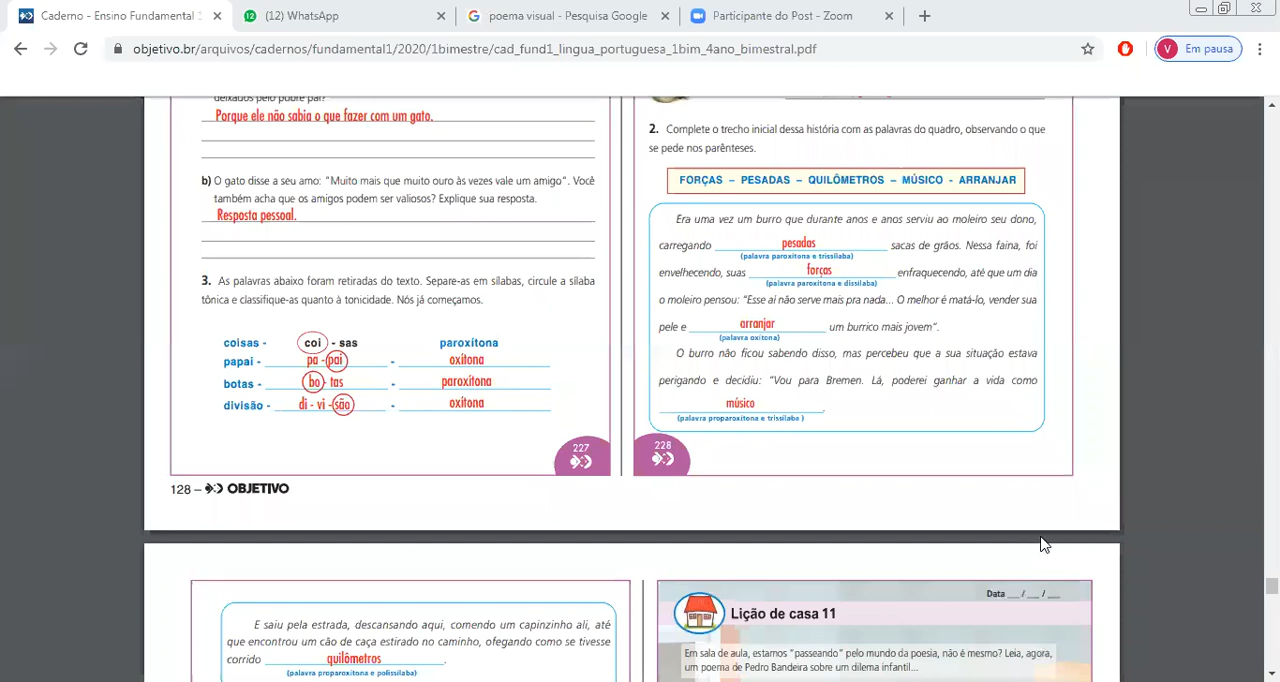 Caderno - Ensino Fundamental 1
(12) WhatsApp
poema visual - Pesquisa Google
Participante do Post - Zoom
objetivo.br/arquivos/cadernos/fundamental1/2020/1bimestre/cad_fund1_lingua_portuguesa_1bim_4ano_bimestral.pdf
V Em pausa
deixados pelo pobre pai?
Porque ele não sabia o que fazer com um gato.
b) O gato disse a seu amo: “Muito mais que muito ouro às vezes vale um amigo“. Você
também acha que os amigos podem ser valiosos? Explique sua resposta.
Resposta pessoal.
3. As palavras abaixo foram retiradas do texto. Separe-as em sílabas, circule a sílaba
tônica e classifique-as quanto à tonicidade. Nós já começamos.
coisas - coi - sas paroxítona
papai - pa - pai - oxítona
botas - bo - tas - paroxítona
divisão - di - vi - são - oxítona
227
2. Complete o trecho inicial dessa história com as palavras do quadro, observando o que
se pede nos parênteses.
FORÇAS – PESADAS – QUILÔMETROS – MÚSICO - ARRANJAR
Era uma vez um burro que durante anos e anos serviu ao moleiro seu dono,
carregando pesadas sacas de grãos. Nessa faina, foi
(palavra paroxítona e trissílaba)
envelhecendo, suas forças enfraquecendo, até que um dia
(palavra paroxítona e dissílaba)
o moleiro pensou: “Esse aí não serve mais pra nada... O melhor é matá-lo, vender sua
pele e arranjar um burrico mais jovem“.
(palavra oxítona)
O burro não ficou sabendo disso, mas percebeu que a sua situação estava
perigando e decidiu: “Vou para Bremen. Lá, poderei ganhar a vida como
músico.
(palavra proparoxítona e trissílaba )
228
128 – OBJETIVO
E saiu pela estrada, descansando aqui, comendo um capinzinho ali, até
que encontrou um cão de caça estirado no caminho, ofegando como se tivesse
corrido quilômetros.
(palavra proparoxítona e polissílaba)
Data __ / __ / __
Lição de casa 11
Em sala de aula, estamos “passeando” pelo mundo da poesia, não é mesmo? Leia, agora,
um poema de Pedro Bandeira sobre um dilema infantil...